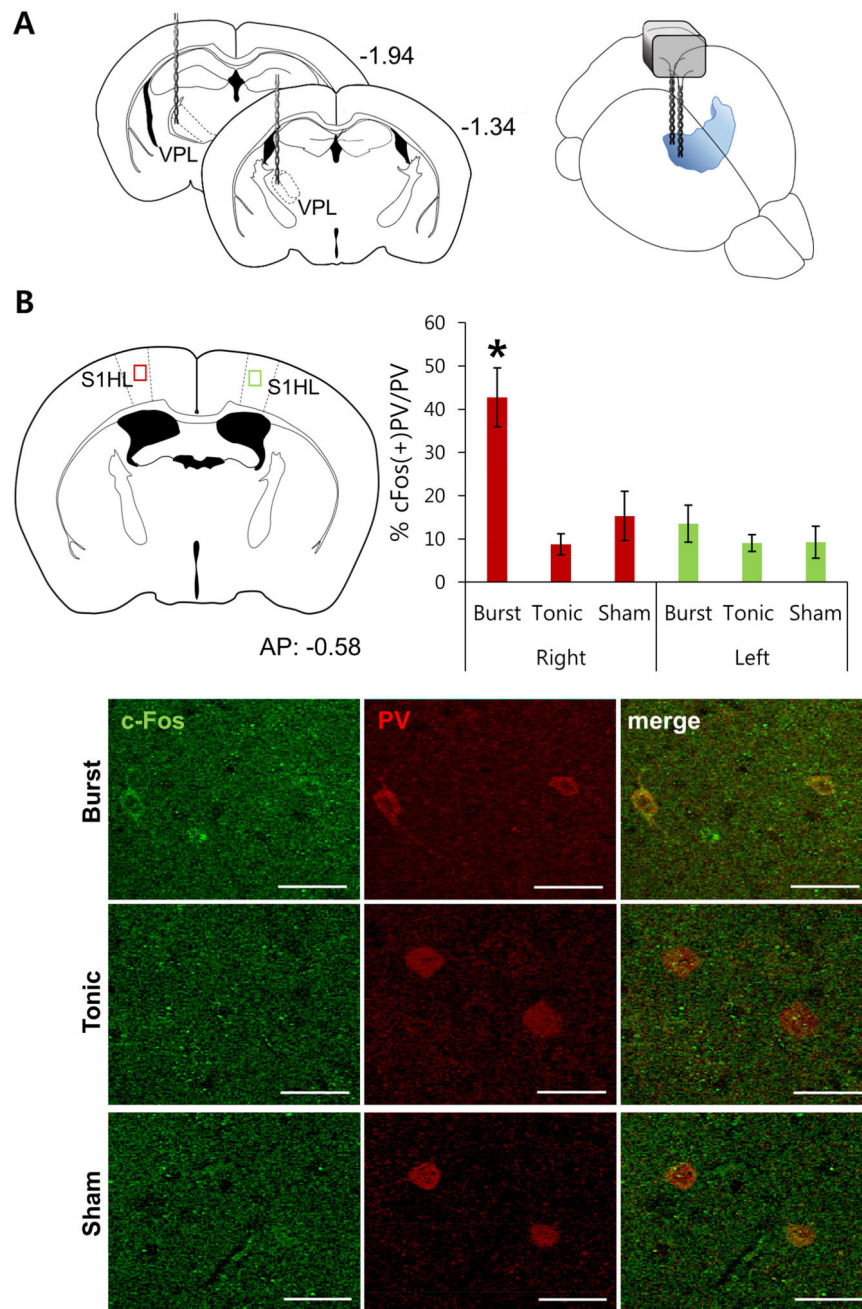 A
-1.94
-1.34
VPL
VPL
B
S1HL
S1HL
AP: -0.58
% cFos(+)PV/PV
60
50
40
30
20
10
0
*
Burst Tonic Sham Burst Tonic Sham
Right Left
c-Fos PV merge
Burst
Tonic
Sham